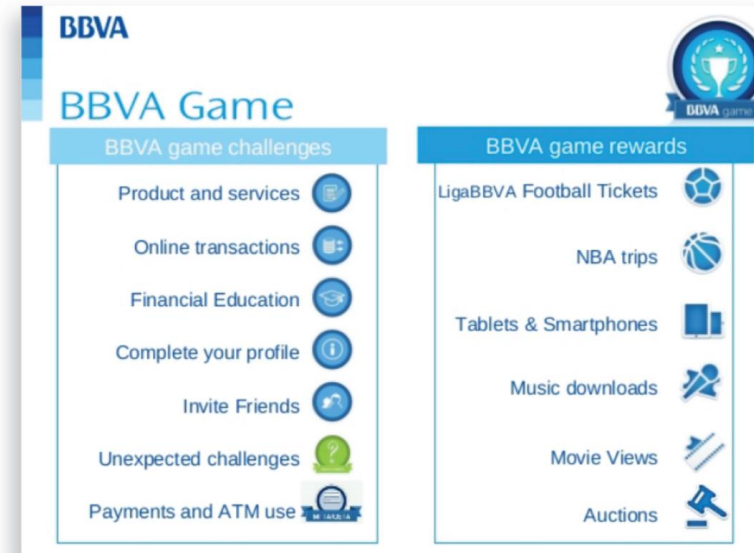 BBVA
BBVA game
BBVA Game
BBVA game challenges
Product and services
Online transactions
Financial Education
Complete your profile
Invite Friends
Unexpected challenges
Payments and ATM use
BBVA game rewards
LigaBBVA Football Tickets
NBA trips
Tablets & Smartphones
Music downloads
Movie Views
Auctions